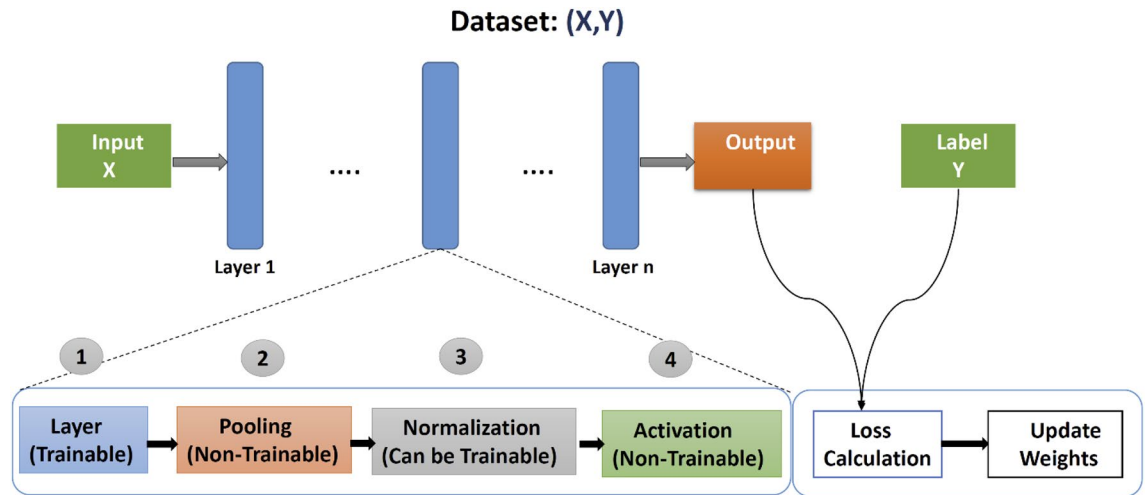 Dataset: (X,Y)
Input
X
....
....
Output
Label
Y
Layer 1
Layer n
1
2
3
4
Layer
(Trainable)
Pooling
(Non-Trainable)
Normalization
(Can be Trainable)
Activation
(Non-Trainable)
Loss
Calculation
Update
Weights